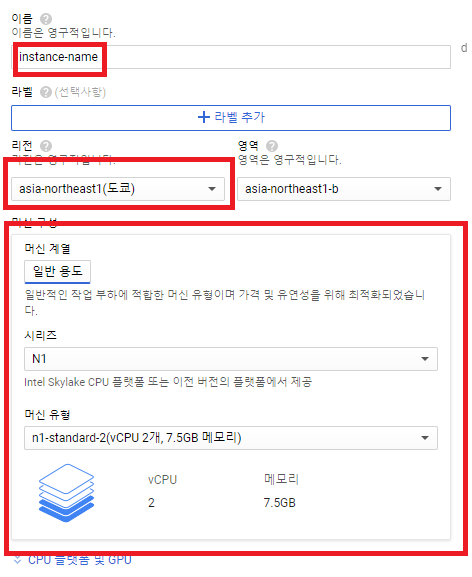 이름
이름은 영구적입니다.
instance-name
d
라벨 (선택사항)
+ 라벨 추가
리전 영역
리전은 영구적입니다. 영역은 영구적입니다.
asia-northeast1(도쿄) asia-northeast1-b
머신 구성
머신 계열
일반 용도
일반적인 작업 부하에 적합한 머신 유형이며 가격 및 유연성을 위해 최적화되었습니
다.
시리즈
N1
Intel Skylake CPU 플랫폼 또는 이전 버전의 플랫폼에서 제공
머신 유형
n1-standard-2(vCPU 2개, 7.5GB 메모리)
vCPU 메모리
2 7.5GB
CPU 플랫폼 및 GPU